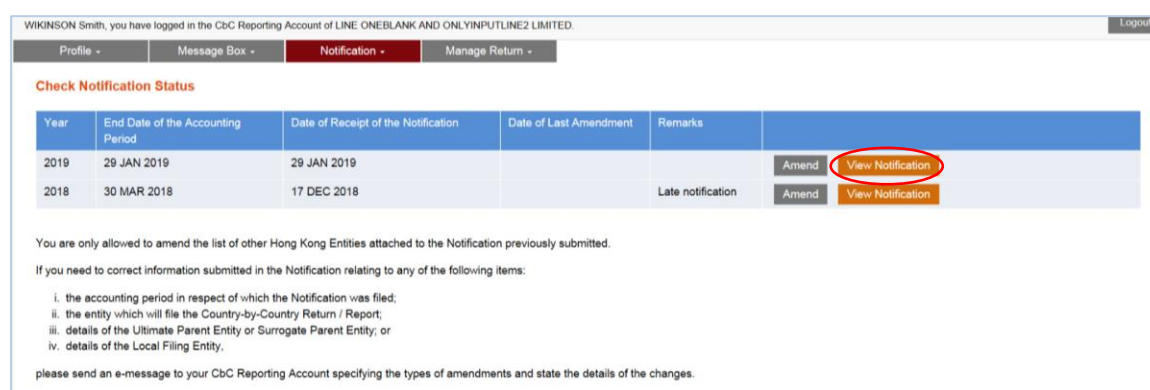 WIKINSON Smith, you have logged in the CbC Reporting Account of LINE ONEBLANK AND ONLYINPUTLINE2 LIMITED.
Logout
Profile Message Box Notification Manage Return
Check Notification Status
Year End Date of the Accounting Period Date of Receipt of the Notification Date of Last Amendment Remarks
2019 29 JAN 2019 29 JAN 2019 Amend View Notification
2018 30 MAR 2018 17 DEC 2018 Late notification Amend View Notification
You are only allowed to amend the list of other Hong Kong Entities attached to the Notification previously submitted.
If you need to correct information submitted in the Notification relating to any of the following items:
i. the accounting period in respect of which the Notification was filed;
ii. the entity which will file the Country-by-Country Return / Report;
iii. details of the Ultimate Parent Entity or Surrogate Parent Entity; or
iv. details of the Local Filing Entity,
please send an e-message to your CbC Reporting Account specifying the types of amendments and state the details of the changes.